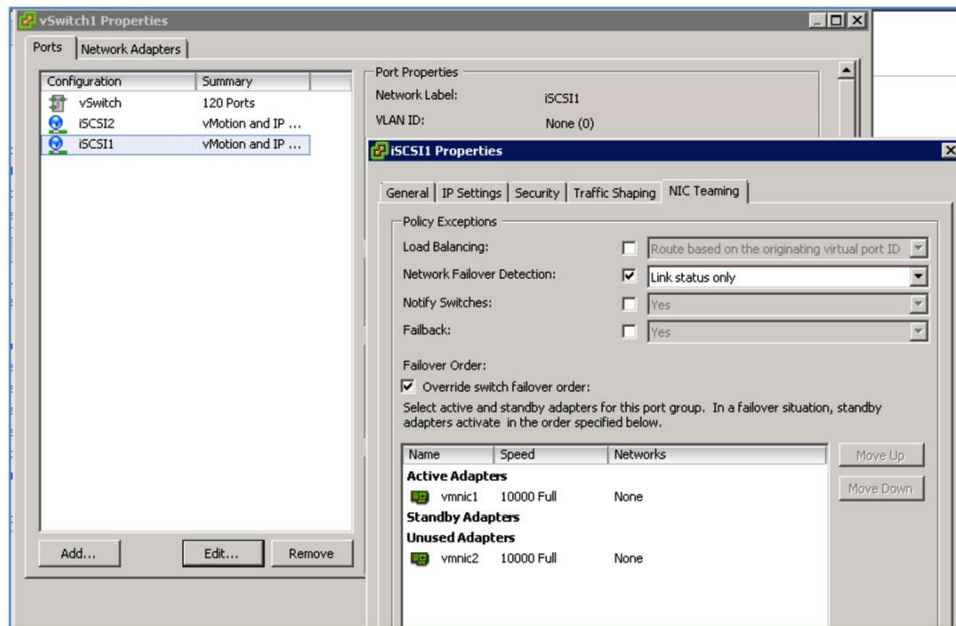 vSwitch1 Properties
Ports Network Adapters
Configuration Summary
vSwitch 120 Ports
iSCSI2 vMotion and IP ...
iSCSI1 vMotion and IP ...
Add... Edit... Remove
Port Properties
Network Label: iSCSI1
VLAN ID: None (0)
iSCSI1 Properties
General IP Settings Security Traffic Shaping NIC Teaming
Policy Exceptions
Load Balancing: Route based on the originating virtual port ID
Network Failover Detection: Link status only
Notify Switches: Yes
Failback: Yes
Failover Order:
Override switch failover order:
Select active and standby adapters for this port group. In a failover situation, standby
adapters activate in the order specified below.
Name Speed Networks
Active Adapters
vmnic1 10000 Full None
Standby Adapters
Unused Adapters
vmnic2 10000 Full None
Move Up
Move Down